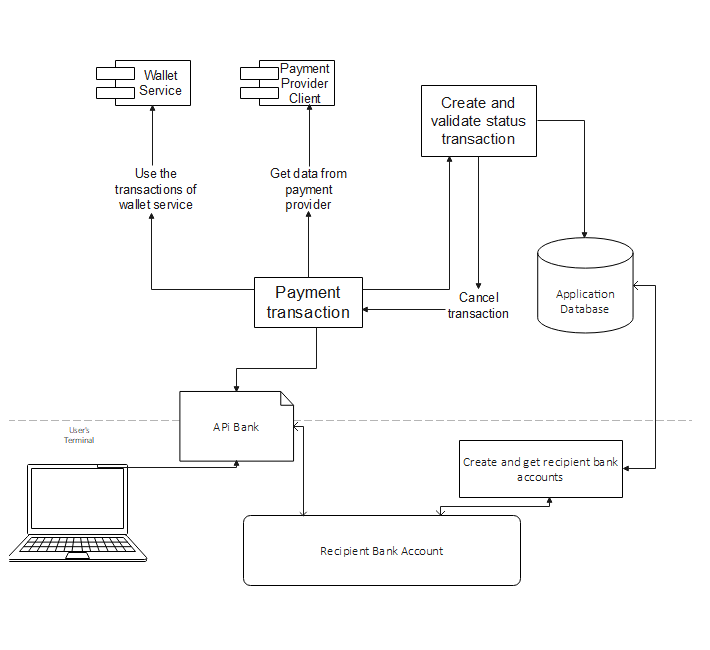 Wallet
Service
Payment
Provider
Client
Create and
validate status
transaction
Use the
transactions of
wallet service
Get data from
payment
provider
Payment
transaction
Cancel
transaction
Application
Database
APi Bank
User's
Terminal
Create and get recipient bank
accounts
Recipient Bank Account